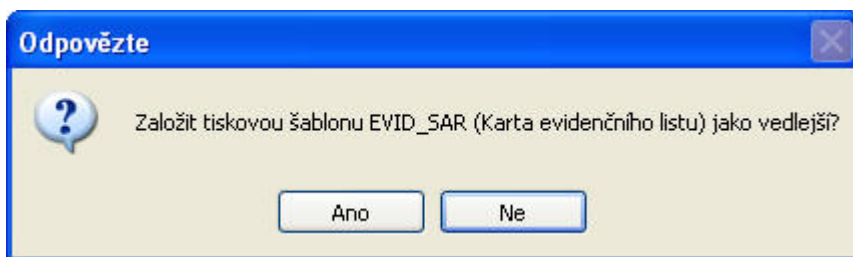 Odpovězte
Založit tiskovou šablonu EVID_SAR (Karta evidenčního listu) jako vedlejší?
Ano
Ne